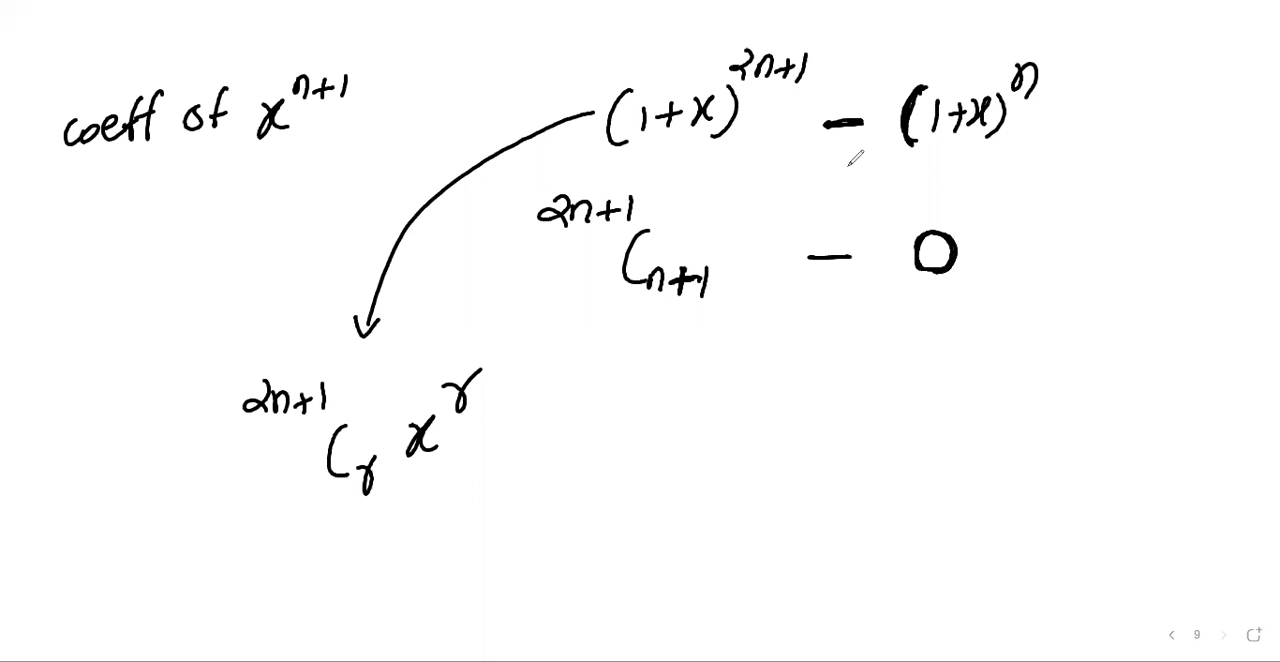 coeff of x^{n+1} (1+x)^{2n+1} - (1+x)^n
^{2n+1}C_{n+1} - 0
^{2n+1}C_r x^r
< 9 >